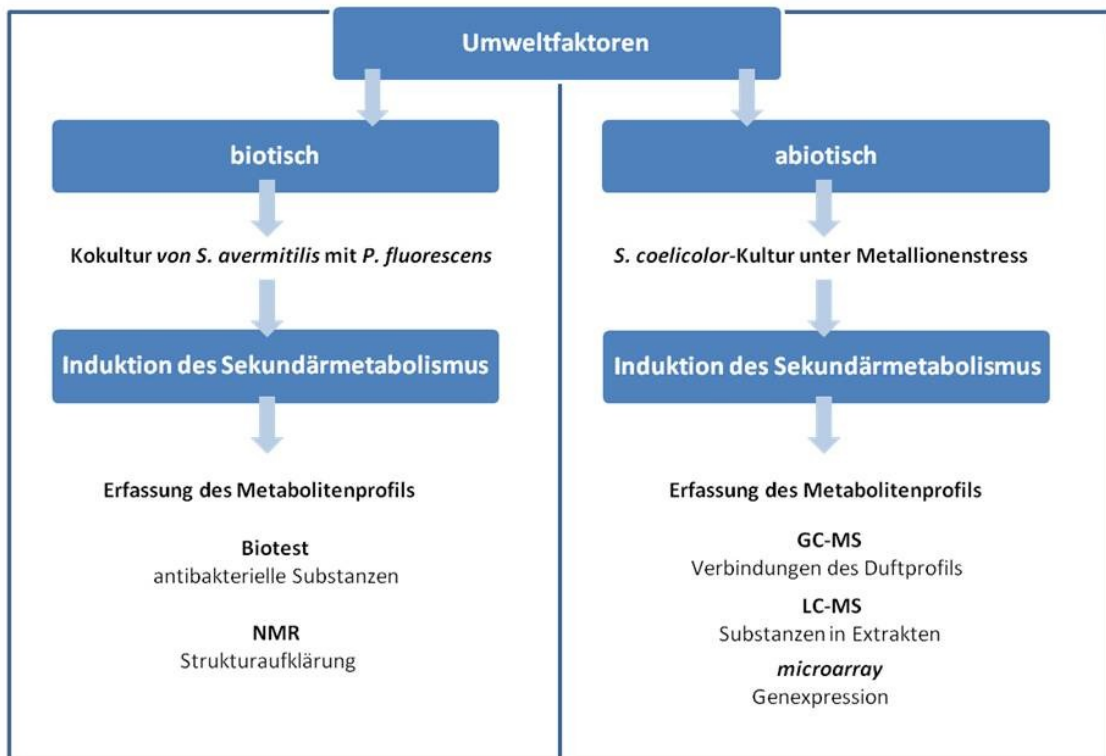 Umweltfaktoren
biotisch
Kokultur von S. avermitilis mit P. fluorescens
Induktion des Sekundärmetabolismus
Erfassung des Metabolitenprofils
Biotest
antibakterielle Substanzen
NMR
Strukturaufklärung
abiotisch
S. coelicolor-Kultur unter Metallionenstress
Induktion des Sekundärmetabolismus
Erfassung des Metabolitenprofils
GC-MS
Verbindungen des Duftprofils
LC-MS
Substanzen in Extrakten
microarray
Genexpression